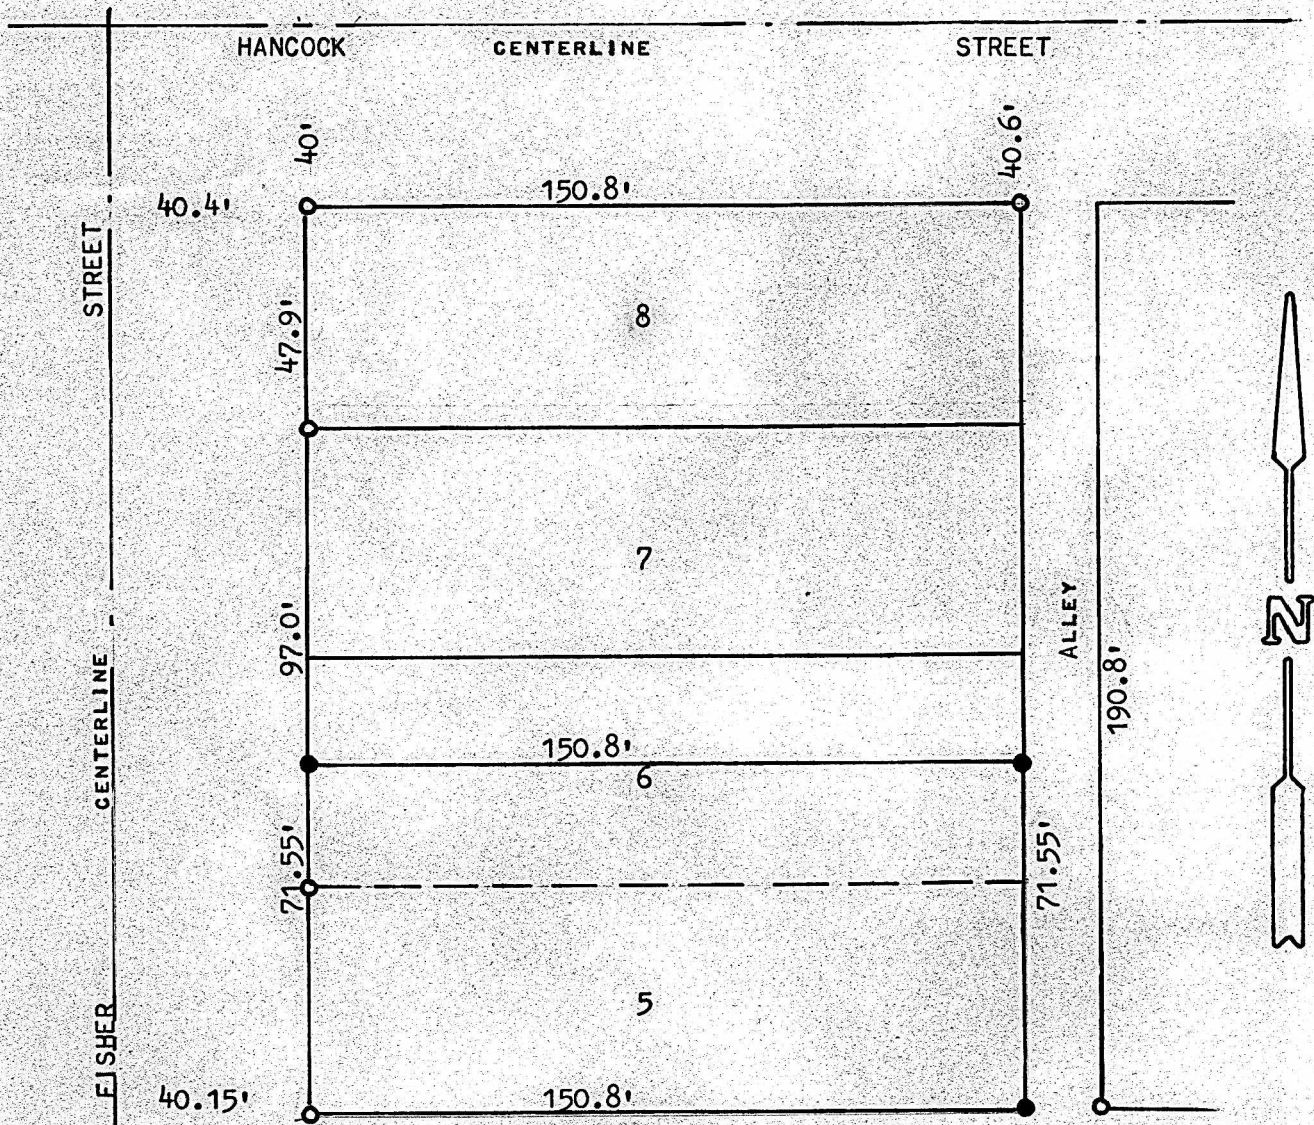 HANCOCK CENTERLINE STREET
40'
40.6'
40.4'
150.8'
STREET
47.9'
8
7
ALLEY
N
97.0'
CENTERLINE
190.8'
150.8'
6
71.55'
71.55'
5
FISHER
40.15'
150.8'